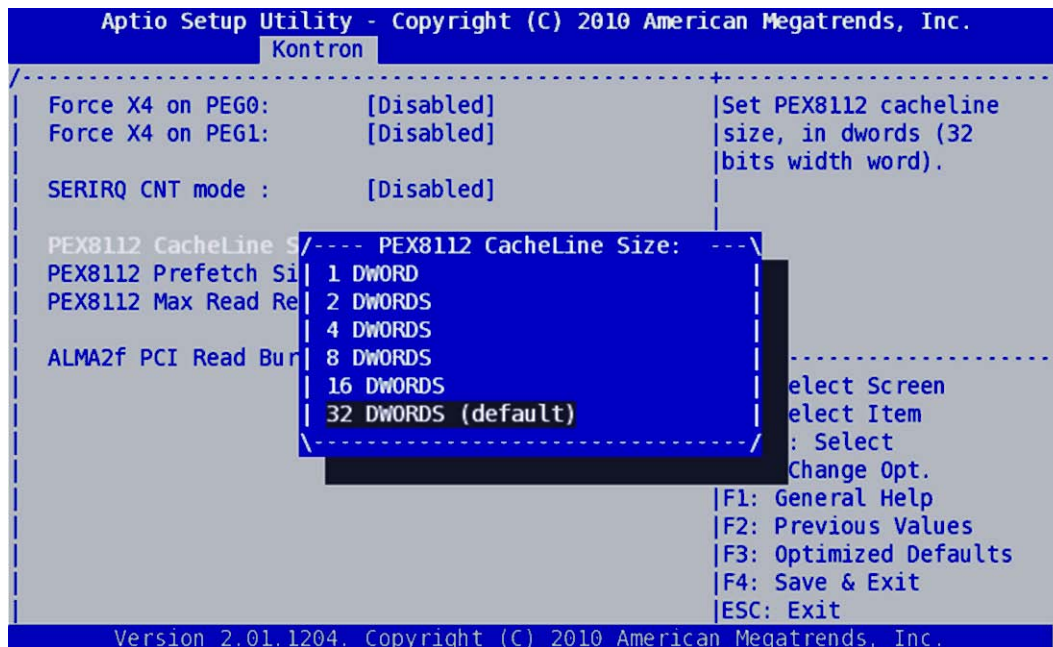 Aptio Setup Utility - Copyright (C) 2010 American Megatrends, Inc.
Kontron
Force X4 on PEG0: [Disabled]
Force X4 on PEG1: [Disabled]
SERIRQ CNT mode : [Disabled]
PEX8112 CacheLine S
PEX8112 Prefetch Si
PEX8112 Max Read Re
ALMA2f PCI Read Bur
PEX8112 CacheLine Size:
1 DWORD
2 DWORDS
4 DWORDS
8 DWORDS
16 DWORDS
32 DWORDS (default)
Set PEX8112 cacheline
size, in dwords (32
bits width word).
elect Screen
elect Item
: Select
Change Opt.
F1: General Help
F2: Previous Values
F3: Optimized Defaults
F4: Save & Exit
ESC: Exit
Version 2.01.1204. Copyright (C) 2010 American Megatrends, Inc.